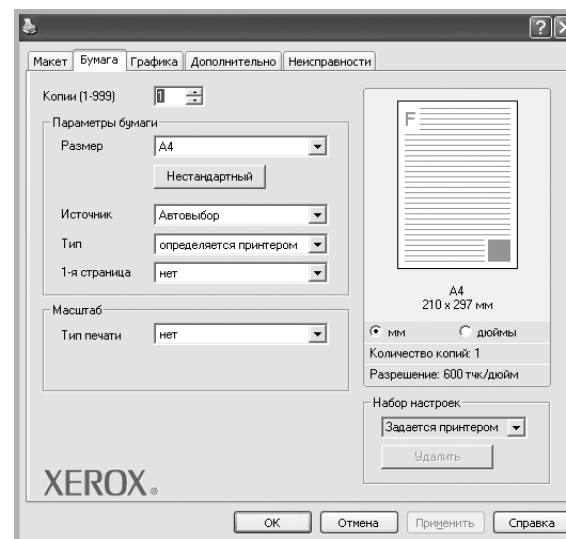 ?
Макет Бумага Графика Дополнительно Неисправности
Копии (1-999) 1
Параметры бумаги
Размер A4
Нестандартный
Источник Автовыбор
Тип определяется принтером
1-я страница нет
Масштаб
Тип печати нет
F
A4
210 x 297 мм
мм дюймы
Количество копий: 1
Разрешение: 600 тчк/дюйм
Набор настроек
Задается принтером
Удалить
XEROX®
ОК Отмена Применить Справка